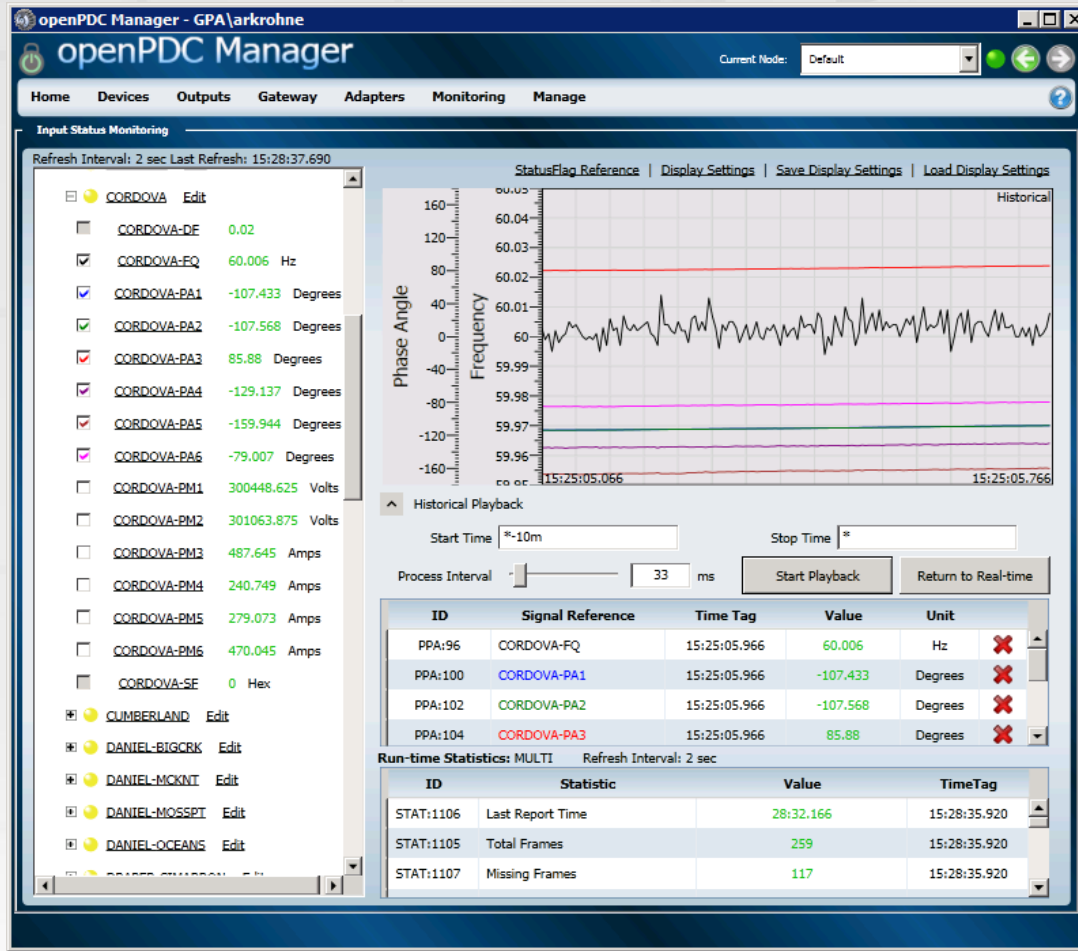 openPDC Manager - GPA\arkrohne
openPDC Manager
Current Node: Default
Home Devices Outputs Gateway Adapters Monitoring Manage
Input Status Monitoring
Refresh Interval: 2 sec Last Refresh: 15:28:37.690
CORDOVA Edit
CORDOVA-DF 0.02
CORDOVA-FQ 60.006 Hz
CORDOVA-PA1 -107.433 Degrees
CORDOVA-PA2 -107.568 Degrees
CORDOVA-PA3 85.88 Degrees
CORDOVA-PA4 -129.137 Degrees
CORDOVA-PA5 -159.944 Degrees
CORDOVA-PA6 -79.007 Degrees
CORDOVA-PM1 300448.625 Volts
CORDOVA-PM2 301063.875 Volts
CORDOVA-PM3 487.645 Amps
CORDOVA-PM4 240.749 Amps
CORDOVA-PM5 279.073 Amps
CORDOVA-PM6 470.045 Amps
CORDOVA-SF 0 Hex
CUMBERLAND Edit
DANIEL-BIGCRK Edit
DANIEL-MCKNT Edit
DANIEL-MOSSPT Edit
DANIEL-OCEANS Edit
StatusFlag Reference | Display Settings | Save Display Settings | Load Display Settings
Historical
Phase Angle
160
120
80
40
0
-40
-80
-120
-160
Frequency
60.04
60.03
60.02
60.01
60
59.99
59.98
59.97
59.96
15:25:05.066 15:25:05.766
Historical Playback
Start Time *-10m Stop Time *
Process Interval 33 ms Start Playback Return to Real-time
ID Signal Reference Time Tag Value Unit
PPA:96 CORDOVA-FQ 15:25:05.966 60.006 Hz
PPA:100 CORDOVA-PA1 15:25:05.966 -107.433 Degrees
PPA:102 CORDOVA-PA2 15:25:05.966 -107.568 Degrees
PPA:104 CORDOVA-PA3 15:25:05.966 85.88 Degrees
Run-time Statistics: MULTI Refresh Interval: 2 sec
ID Statistic Value TimeTag
STAT:1106 Last Report Time 28:32.166 15:28:35.920
STAT:1105 Total Frames 259 15:28:35.920
STAT:1107 Missing Frames 117 15:28:35.920